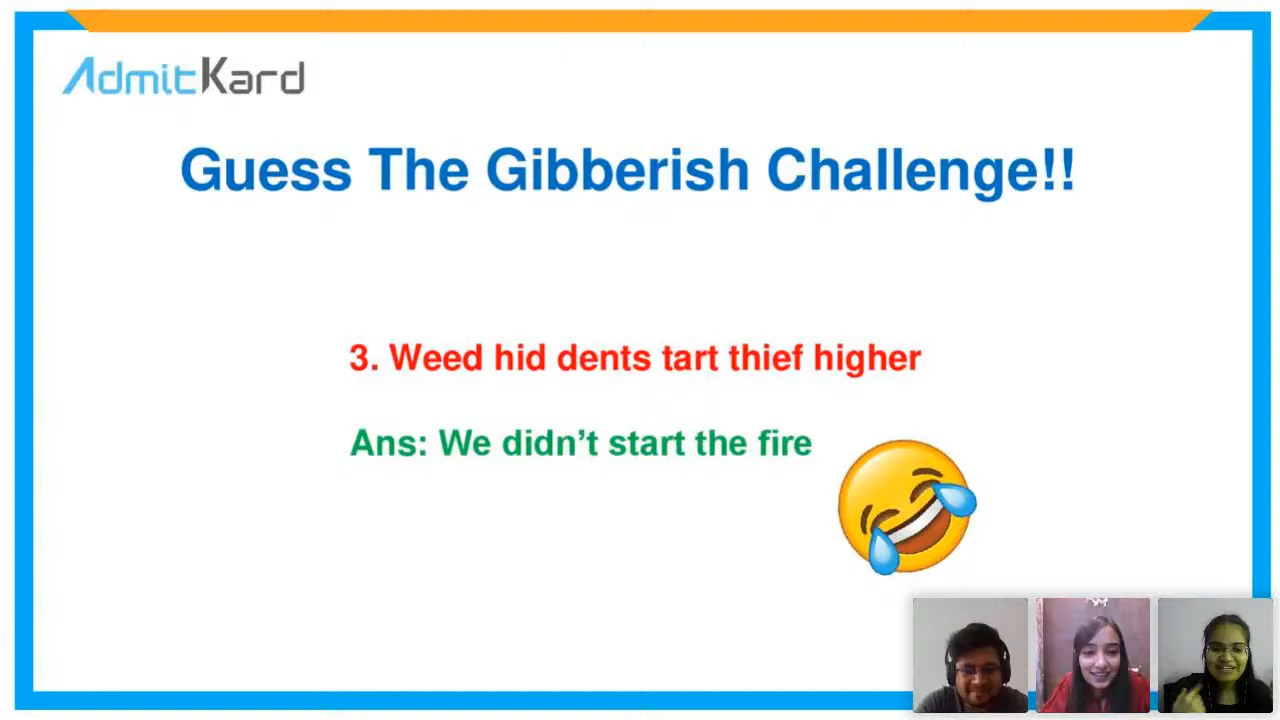 AdmitKard
Guess The Gibberish Challenge!!
3. Weed hid dents tart thief higher
Ans: We didn’t start the fire